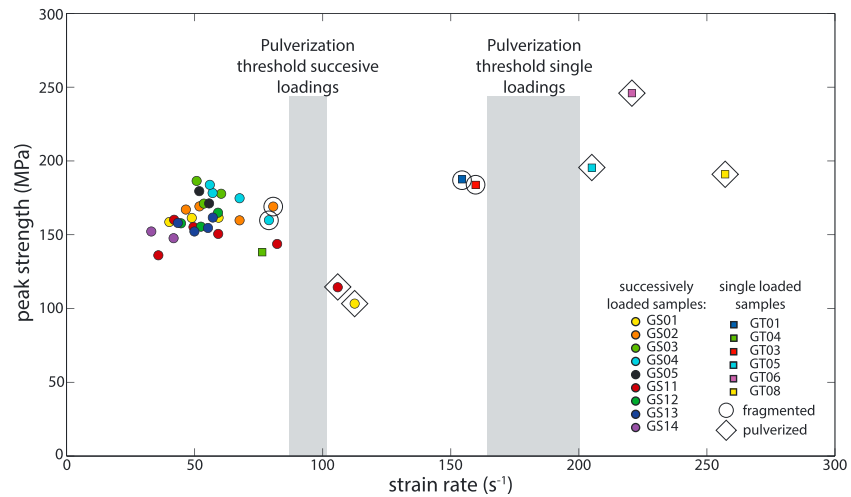 300
250
200
150
100
50
0
peak strength (MPa)
Pulverization
threshold succesive
loadings
Pulverization
threshold single
loadings
successively
loaded samples:
GS01
GS02
GS03
GS04
GS05
GS11
GS12
GS13
GS14
single loaded
samples
GT01
GT04
GT03
GT05
GT06
GT08
fragmented
pulverized
0 50 100 150 200 250 300
strain rate (s-1)